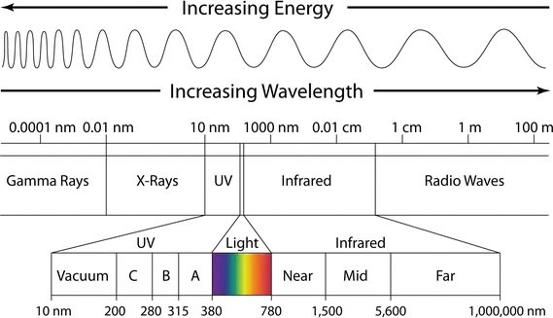 Increasing Energy
Increasing Wavelength
0.0001 nm 0.01 nm 10 nm 1000 nm 0.01 cm 1 cm 1 m 100 m
Gamma Rays X-Rays UV Infrared Radio Waves
UV Light Infrared
Vacuum C B A Near Mid Far
10 nm 200 280 315 380 780 1,500 5,600 1,000,000 nm